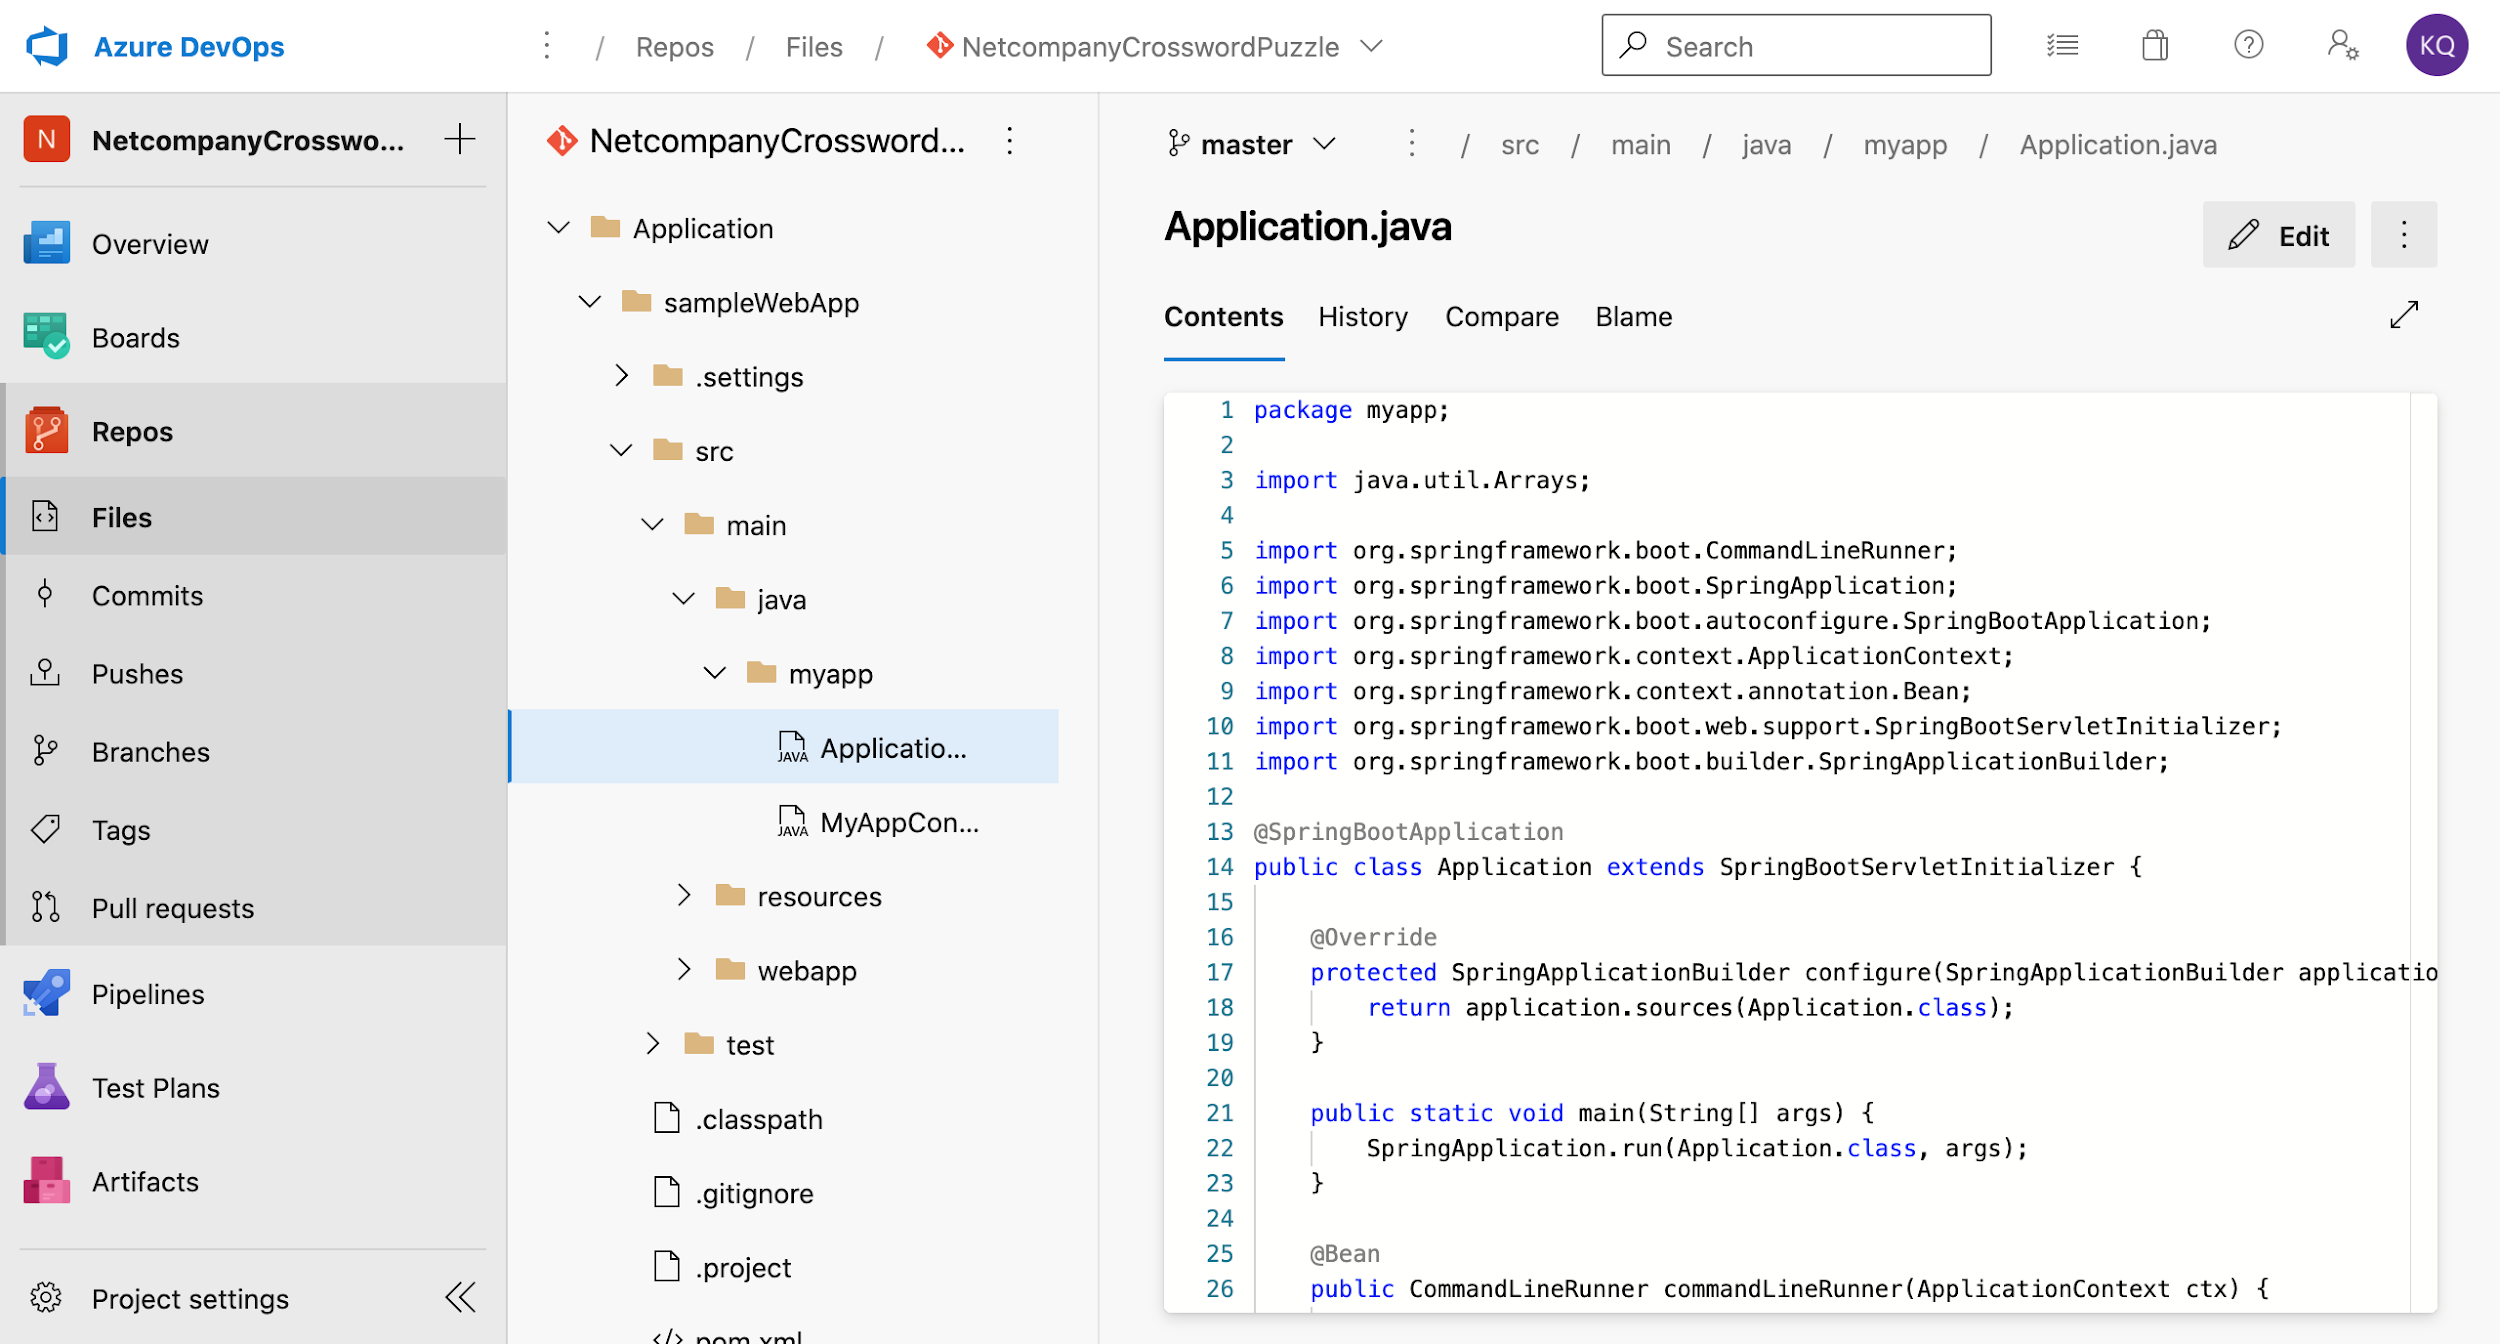 Azure DevOps
/ Repos / Files / NetcompanyCrosswordPuzzle
Search
KQ
N NetcompanyCrosswo...
Overview
Boards
Repos
Files
Commits
Pushes
Branches
Tags
Pull requests
Pipelines
Test Plans
Artifacts
Project settings
NetcompanyCrossword...
Application
sampleWebApp
.settings
src
main
java
myapp
JAVA Applicatio...
JAVA MyAppCon...
resources
webapp
test
.classpath
.gitignore
.project
pom.xml
master / src / main / java / myapp / Application.java
Application.java
Edit
Contents History Compare Blame
1 package myapp;
2
3 import java.util.Arrays;
4
5 import org.springframework.boot.CommandLineRunner;
6 import org.springframework.boot.SpringApplication;
7 import org.springframework.boot.autoconfigure.SpringBootApplication;
8 import org.springframework.context.ApplicationContext;
9 import org.springframework.context.annotation.Bean;
10 import org.springframework.boot.web.support.SpringBootServletInitializer;
11 import org.springframework.boot.builder.SpringApplicationBuilder;
12
13 @SpringBootApplication
14 public class Application extends SpringBootServletInitializer {
15
16 @Override
17 protected SpringApplicationBuilder configure(SpringApplicationBuilder applicatio
18 return application.sources(Application.class);
19 }
20
21 public static void main(String[] args) {
22 SpringApplication.run(Application.class, args);
23 }
24
25 @Bean
26 public CommandLineRunner commandLineRunner(ApplicationContext ctx) {